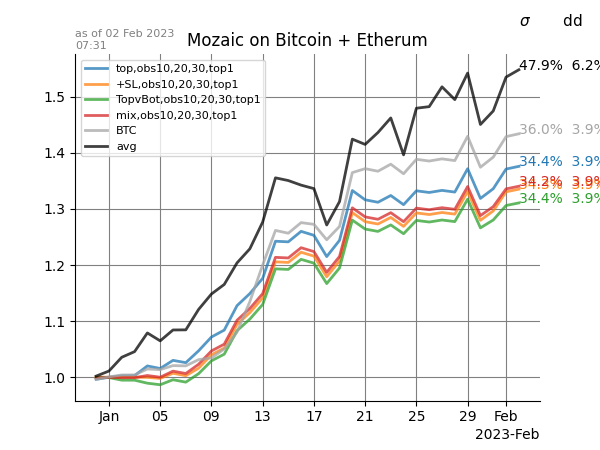 σ dd
as of 02 Feb 2023
07:31
Mozaic on Bitcoin + Etherum
top,obs10,20,30,top1
+SL,obs10,20,30,top1
TopvBot,obs10,20,30,top1
mix,obs10,20,30,top1
BTC
avg
47.9% 6.2%
36.0% 3.9%
34.4% 3.9%
34.2% 3.9%
34.4% 3.9%
1.5
1.4
1.3
1.2
1.1
1.0
Jan 05 09 13 17 21 25 29 Feb
2023-Feb